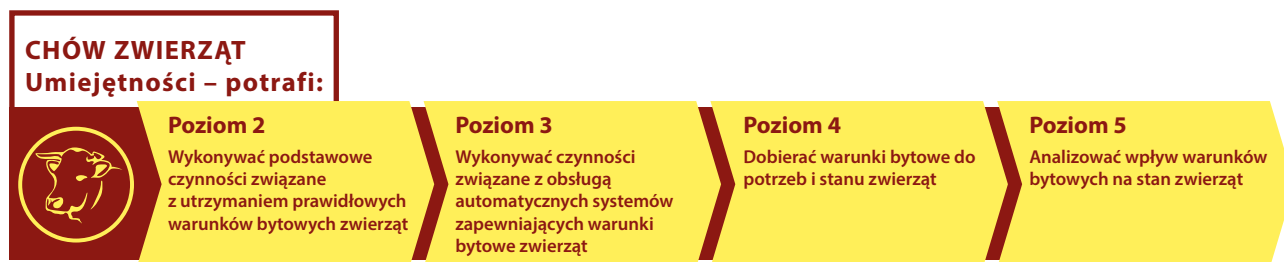 CHÓW ZWIERZĄT
Umiejętności – potrafi:
Poziom 2
Wykonywać podstawowe
czynności związane
z utrzymaniem prawidłowych
warunków bytowych zwierząt
Poziom 3
Wykonywać czynności
związane z obsługą
automatycznych systemów
zapewniających warunki
bytowe zwierząt
Poziom 4
Dobierać warunki bytowe do
potrzeb i stanu zwierząt
Poziom 5
Analizować wpływ warunków
bytowych na stan zwierząt